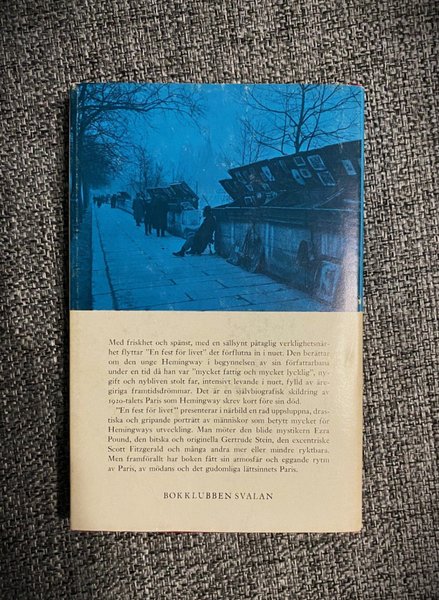 Med friskhet och spänst, med en sällsynt påtaglig verklighetsnär-
het flyttar "En fest för livet" det förflutna in i nuet. Den berättar
om den unge Hemingway i begynnelsen av sin författarbana
under en tid då han var "mycket fattig och mycket lycklig", ny-
gift och nybliven stolt far, intensivt levande i nuet, fylld av äre-
giriga framtidsdrömmar. Det är en självbiografisk skildring av
1920-talets Paris som Hemingway skrev kort före sin död.
"En fest för livet" presenterar i närbild en rad uppsluppna, dras-
tiska och gripande porträtt av människor som betytt mycket för
Hemingways utveckling. Man möter den blide mystikern Ezra
Pound, den bitska och originella Gertrude Stein, den excentriske
Scott Fitzgerald och många andra mer eller mindre ryktbara.
Men framförallt har boken fått sin atmosfär och eggande rytm
av Paris, av mödans och det gudomliga lättsinnets Paris.
BOKKLUBBEN SVALAN